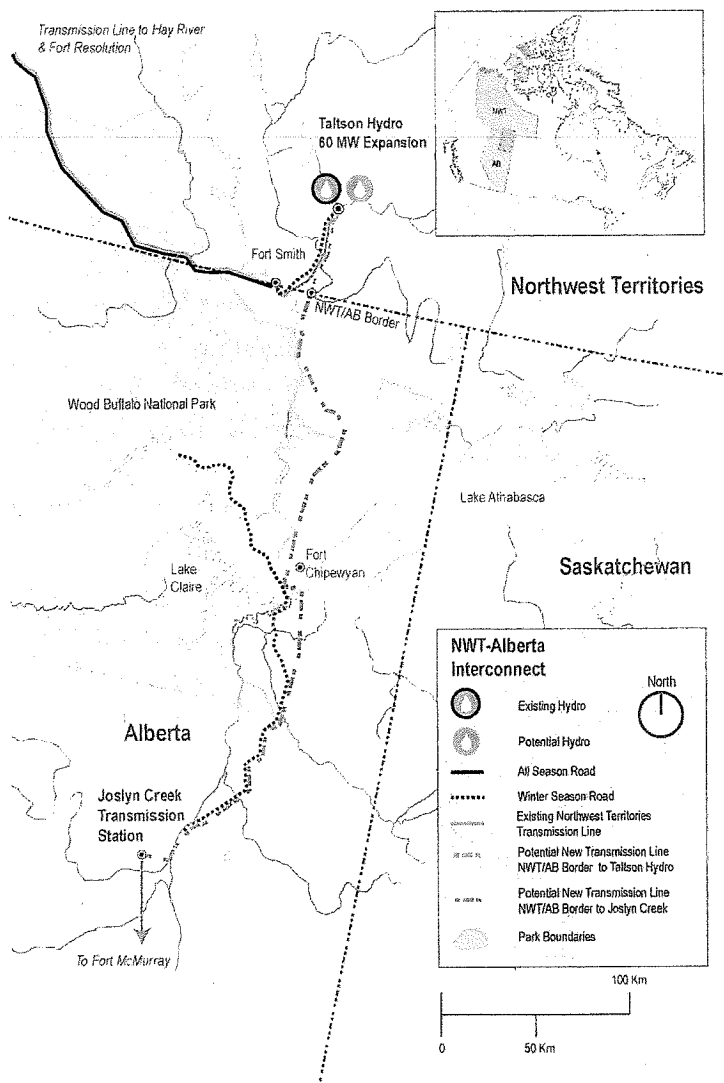 Transmission Line to Hay River
& Fort Resolution
NWT
AB
Taltson Hydro
60 MW Expansion
Fort Smith
Northwest Territories
NWT/AB Border
Wood Buffalo National Park
Lake Athabasca
Fort
Chipewyan
Lake
Claire
Saskatchewan
Alberta
Joslyn Creek
Transmission
Station
To Fort McMurray
NWT-Alberta
Interconnect
North
Existing Hydro
Potential Hydro
All Season Road
Winter Season Road
Existing Northwest Territories
Transmission Line
Potential New Transmission Line
NWT/AB Border to Taltson Hydro
Potential New Transmission Line
NWT/AB Border to Joslyn Creek
Park Boundaries
100 Km
0
50 Km